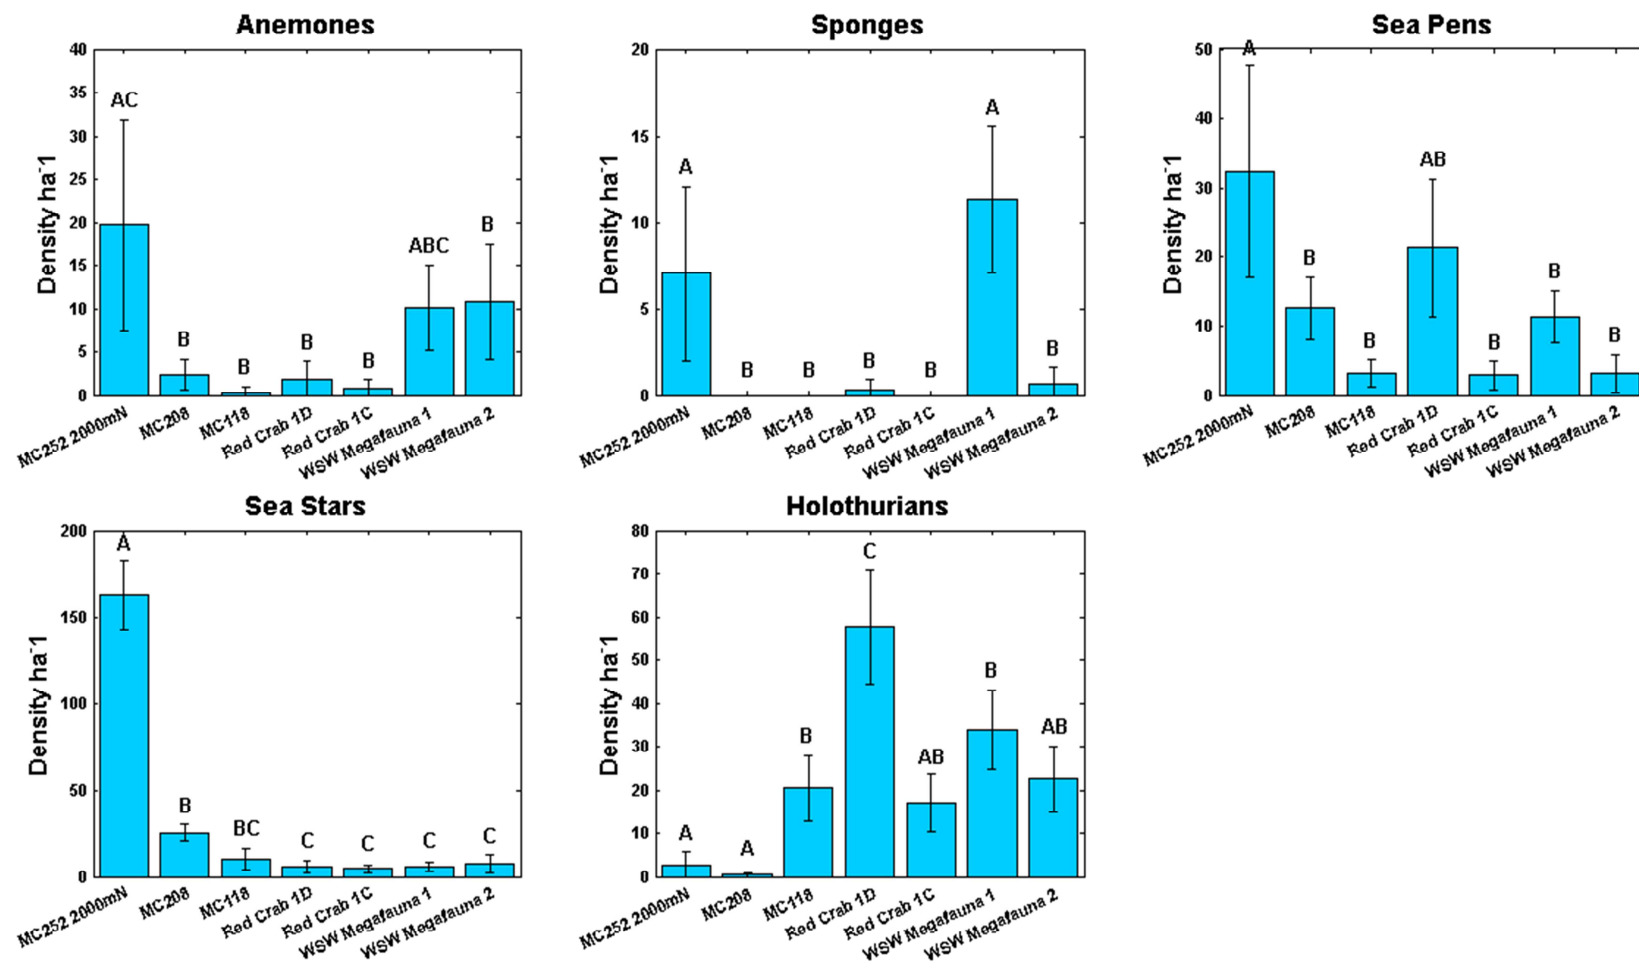 Anemones
Density ha-1
40
35
30
25
20
15
10
5
0
AC
B
B
B
B
ABC
B
MC252 2000mN
MC208
MC118
Red Crab 1D
Red Crab 1C
WSW Megafauna 1
WSW Megafauna 2
Sponges
Density ha-1
20
15
10
5
0
A
B
B
B
B
A
B
MC252 2000mN
MC208
MC118
Red Crab 1D
Red Crab 1C
WSW Megafauna 1
WSW Megafauna 2
Sea Pens
Density ha-1
50
40
30
20
10
0
A
B
B
AB
B
B
B
MC252 2000mN
MC208
MC118
Red Crab 1D
Red Crab 1C
WSW Megafauna 1
WSW Megafauna 2
Sea Stars
Density ha-1
200
150
100
50
0
A
B
BC
C
C
C
C
MC252 2000mN
MC208
MC118
Red Crab 1D
Red Crab 1C
WSW Megafauna 1
WSW Megafauna 2
Holothurians
Density ha-1
80
70
60
50
40
30
20
10
0
A
A
B
C
AB
B
AB
MC252 2000mN
MC208
MC118
Red Crab 1D
Red Crab 1C
WSW Megafauna 1
WSW Megafauna 2